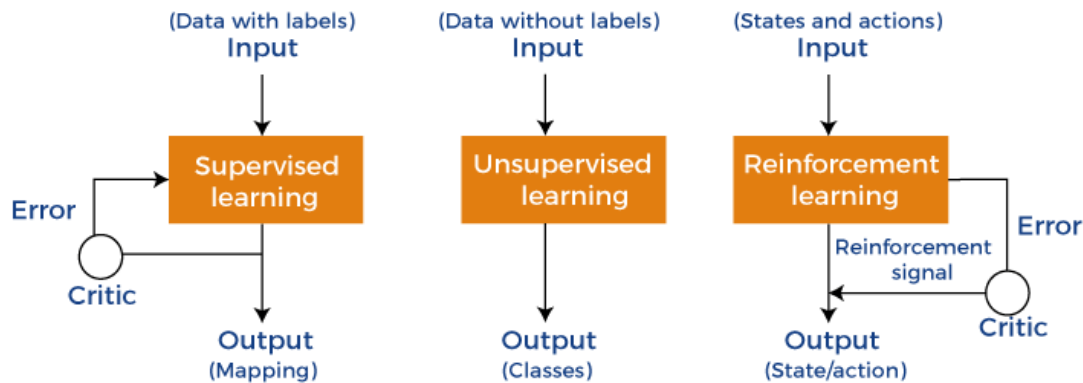 (Data with labels)
Input
Supervised
learning
Error
Critic
Output
(Mapping)
(Data without labels)
Input
Unsupervised
learning
Output
(Classes)
(States and actions)
Input
Reinforcement
learning
Error
Reinforcement
signal
Critic
Output
(State/action)